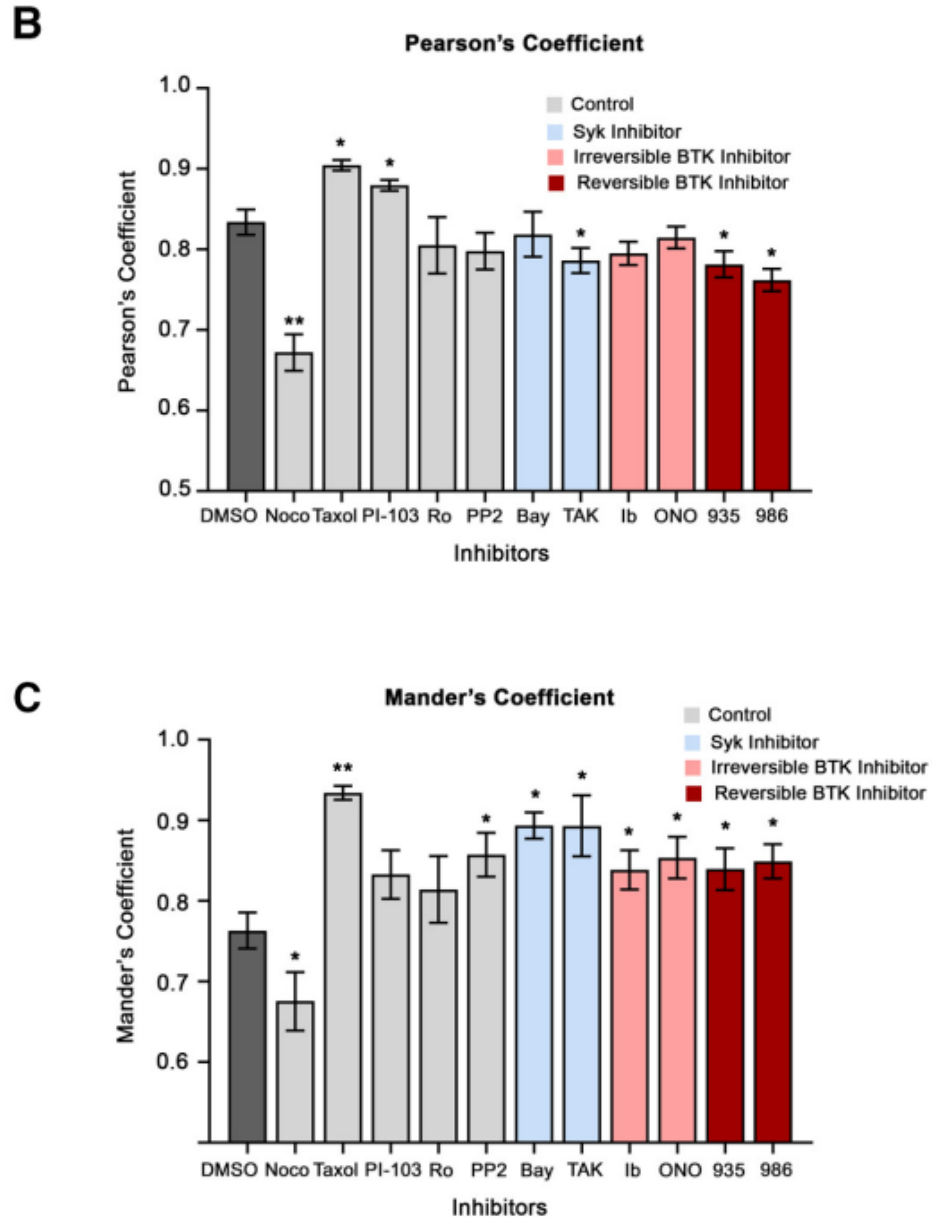 B
Pearson's Coefficient
Control
Syk Inhibitor
Irreversible BTK Inhibitor
Reversible BTK Inhibitor
Pearson's Coefficient
1.0
0.9
0.8
0.7
0.6
0.5
*
*
**
*
*
*
DMSO Noco Taxol PI-103 Ro PP2 Bay TAK Ib ONO 935 986
Inhibitors
C
Mander's Coefficient
Control
Syk Inhibitor
Irreversible BTK Inhibitor
Reversible BTK Inhibitor
Mander's Coefficient
1.0
0.9
0.8
0.7
0.6
*
**
*
*
*
*
*
*
*
DMSO Noco Taxol PI-103 Ro PP2 Bay TAK Ib ONO 935 986
Inhibitors